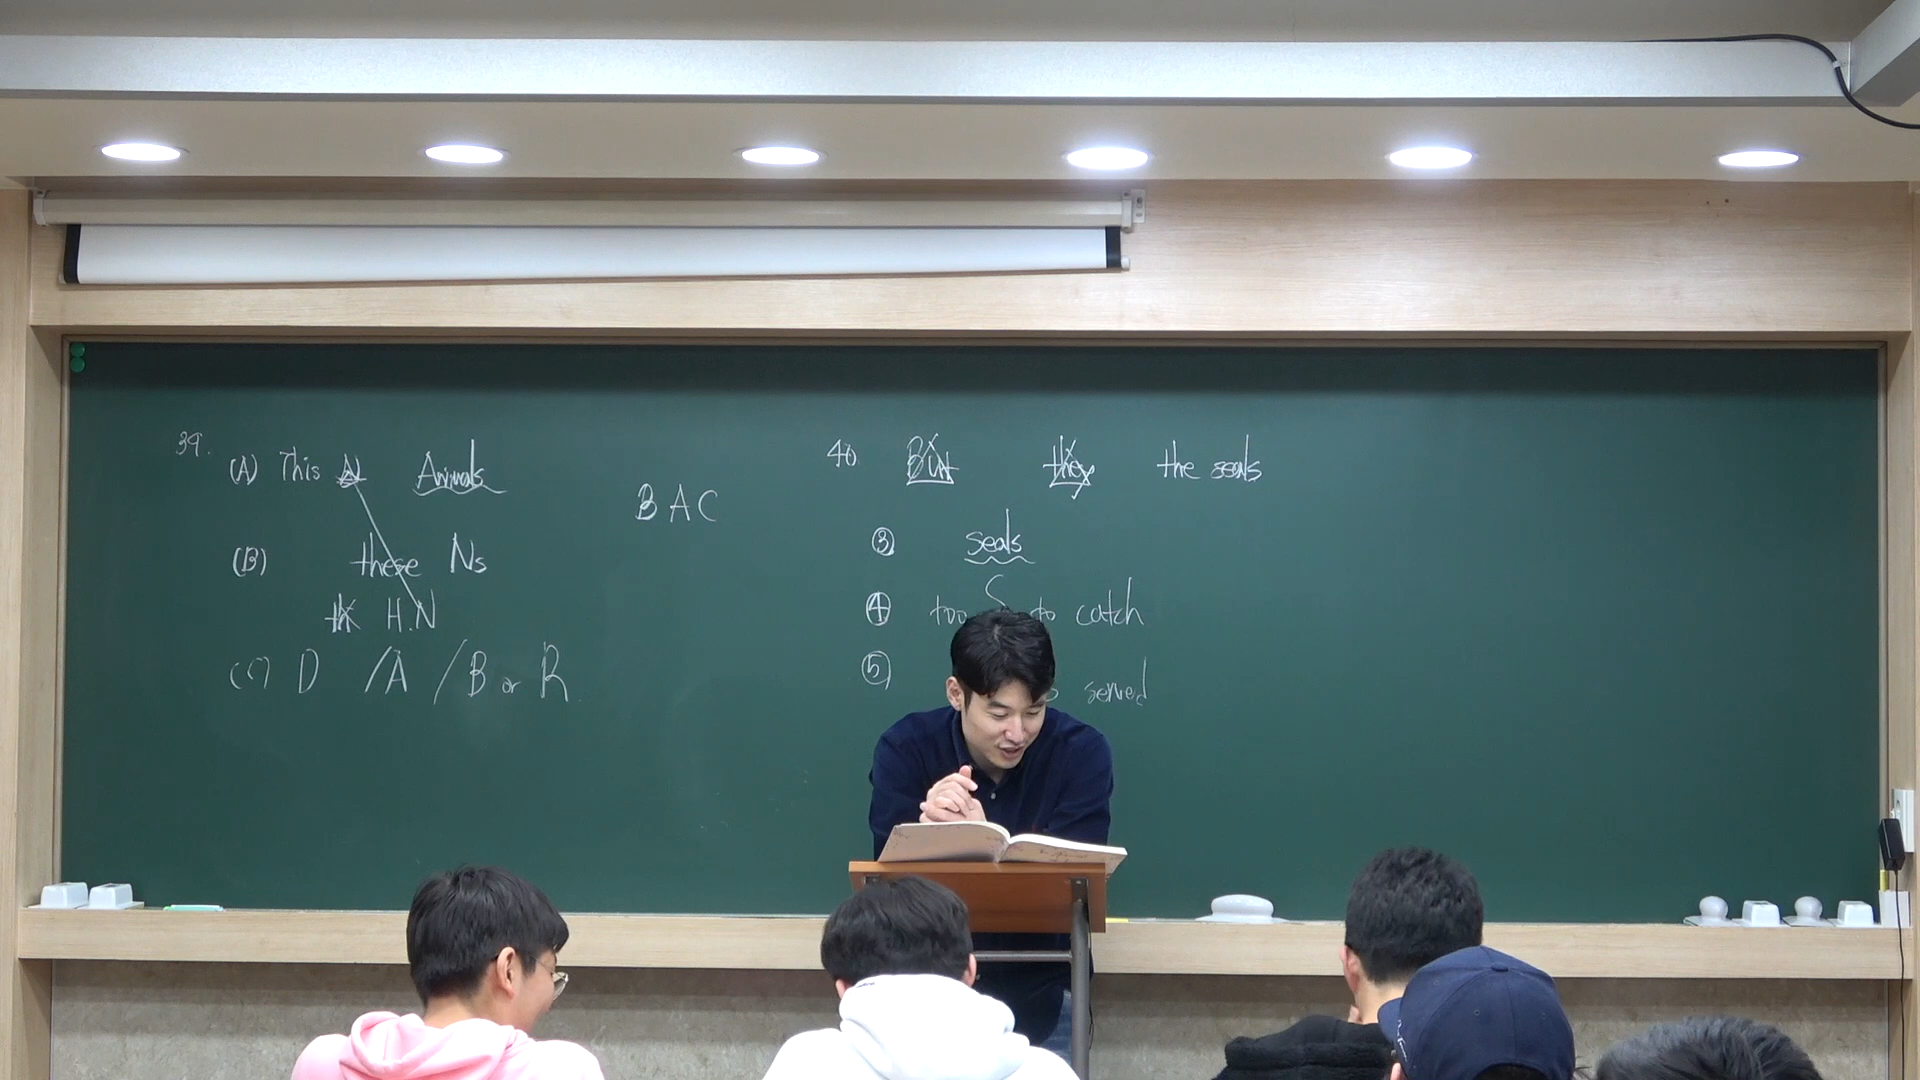 39.
(A) This N Animals
(B) these Ns
H.N
B A C
(C) D /A /B or R
40. But they the seals
③ seals
④ too to catch
⑤ served